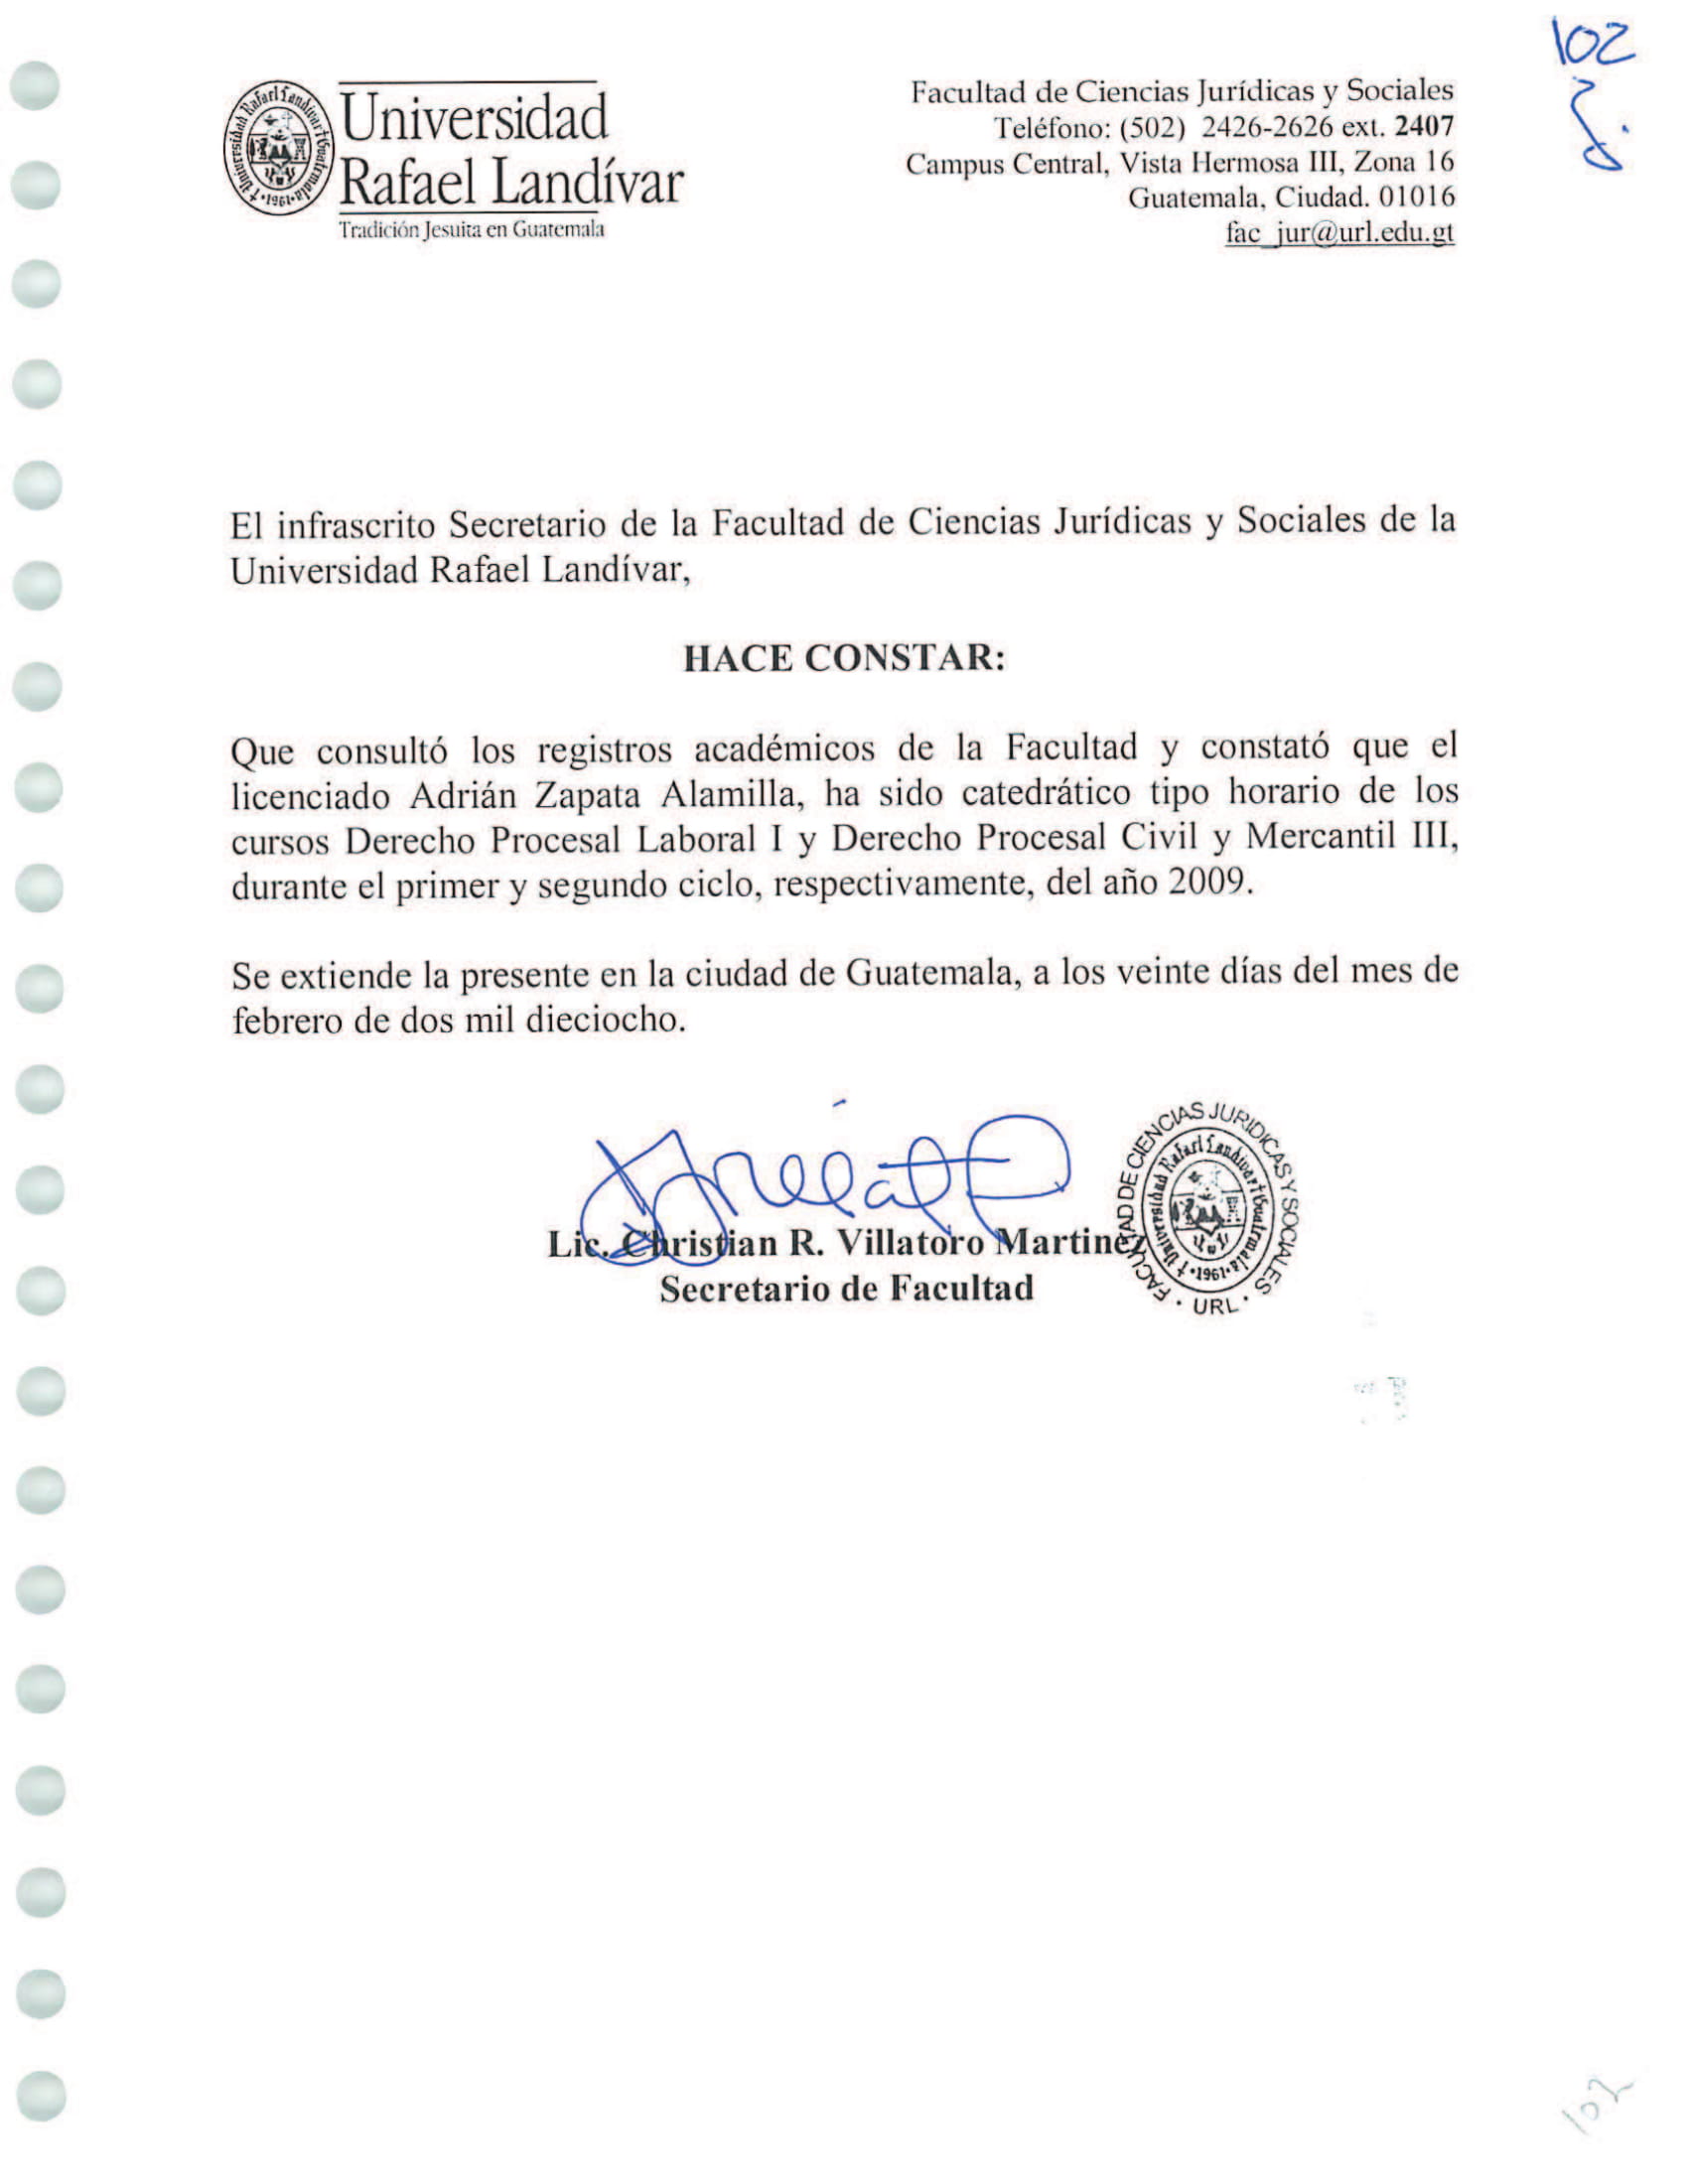 102
Universidad
Rafael Landívar
Tradición Jesuita en Guatemala
Facultad de Ciencias Jurídicas y Sociales
Teléfono: (502) 2426-2626 ext. 2407
Campus Central, Vista Hermosa III, Zona 16
Guatemala, Ciudad. 01016
fac_jur@url.edu.gt
El infrascrito Secretario de la Facultad de Ciencias Jurídicas y Sociales de la
Universidad Rafael Landívar,
HACE CONSTAR:
Que consultó los registros académicos de la Facultad y constató que el
licenciado Adrián Zapata Alamilla, ha sido catedrático tipo horario de los
cursos Derecho Procesal Laboral I y Derecho Procesal Civil y Mercantil III,
durante el primer y segundo ciclo, respectivamente, del año 2009.
Se extiende la presente en la ciudad de Guatemala, a los veinte días del mes de
febrero de dos mil dieciocho.
Lic. Christian R. Villatoro Martinez
Secretario de Facultad
FACULTAD DE CIENCIAS JURIDICAS Y SOCIALES
· URL ·
Universidad Rafael Landívar Guatemala
1961
102